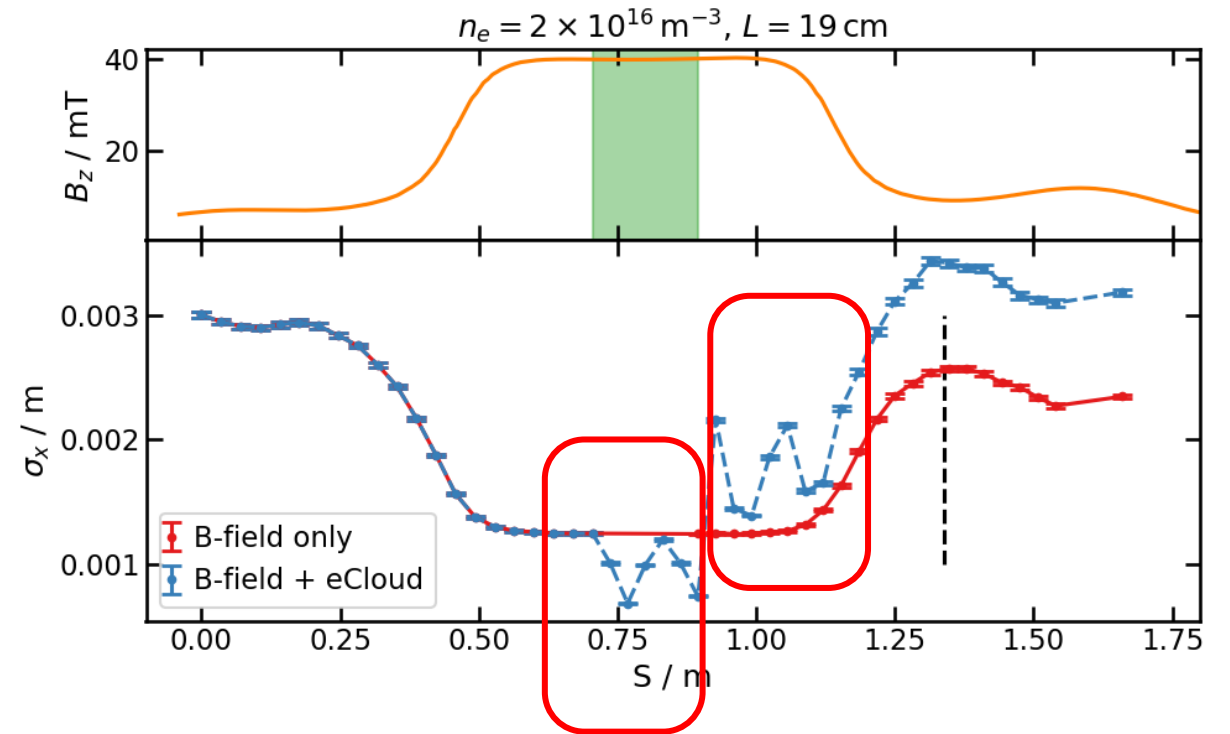 n_e = 2 × 10^16 m^−3, L = 19 cm
40
20
B_z / mT
0.003
0.002
0.001
σ_x / m
B-field only
B-field + eCloud
0.00 0.25 0.50 0.75 1.00 1.25 1.50 1.75
S / m